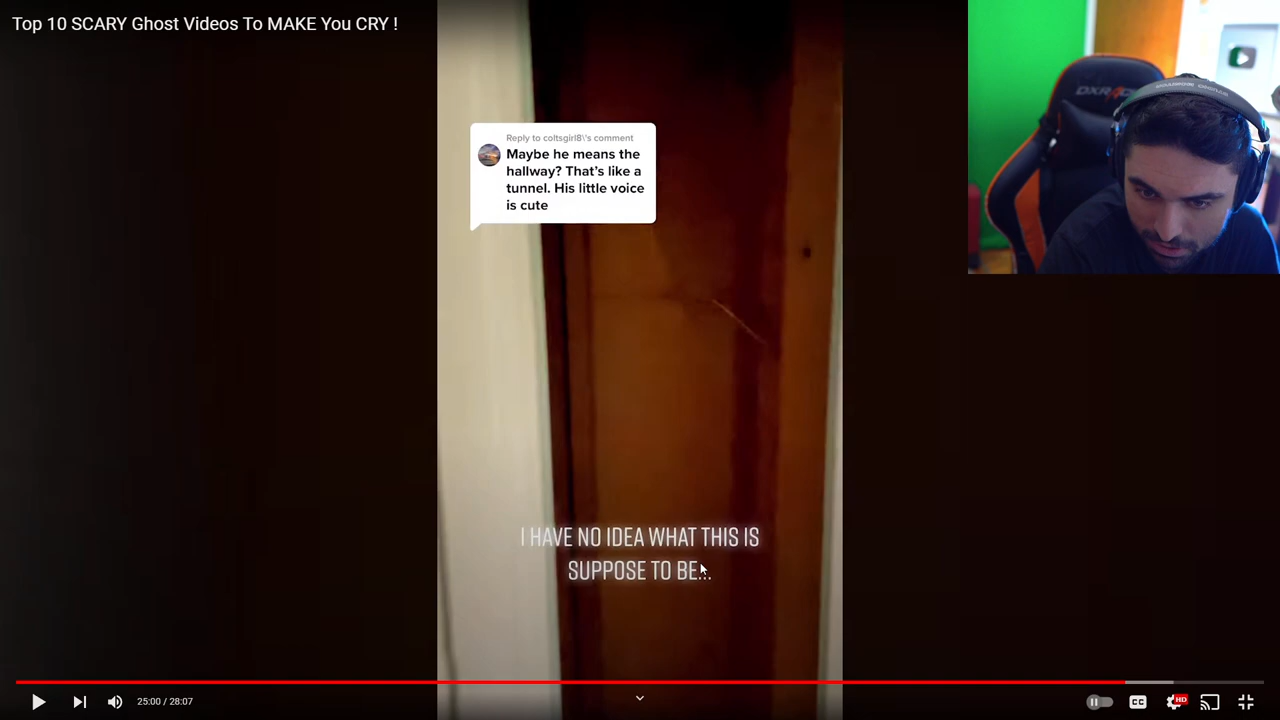 Top 10 SCARY Ghost Videos To MAKE You CRY !
Reply to coltsgirl8\'s comment
Maybe he means the
hallway? That's like a
tunnel. His little voice
is cute
I HAVE NO IDEA WHAT THIS IS
SUPPOSE TO BE...
25:00 / 28:07
CC
HD